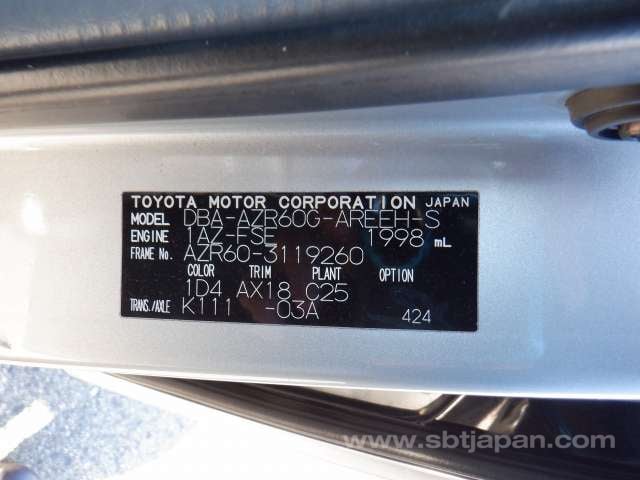 TOYOTA MOTOR CORPORATION JAPAN
MODEL DBA-AZR60G-AREEH-S
ENGINE 1AZ-FSE 1998 mL
FRAME No. AZR60-3119260
COLOR TRIM PLANT OPTION
1D4 AX18 C25
TRANS./AXLE K111 -03A 424
www.sbtjapan.com